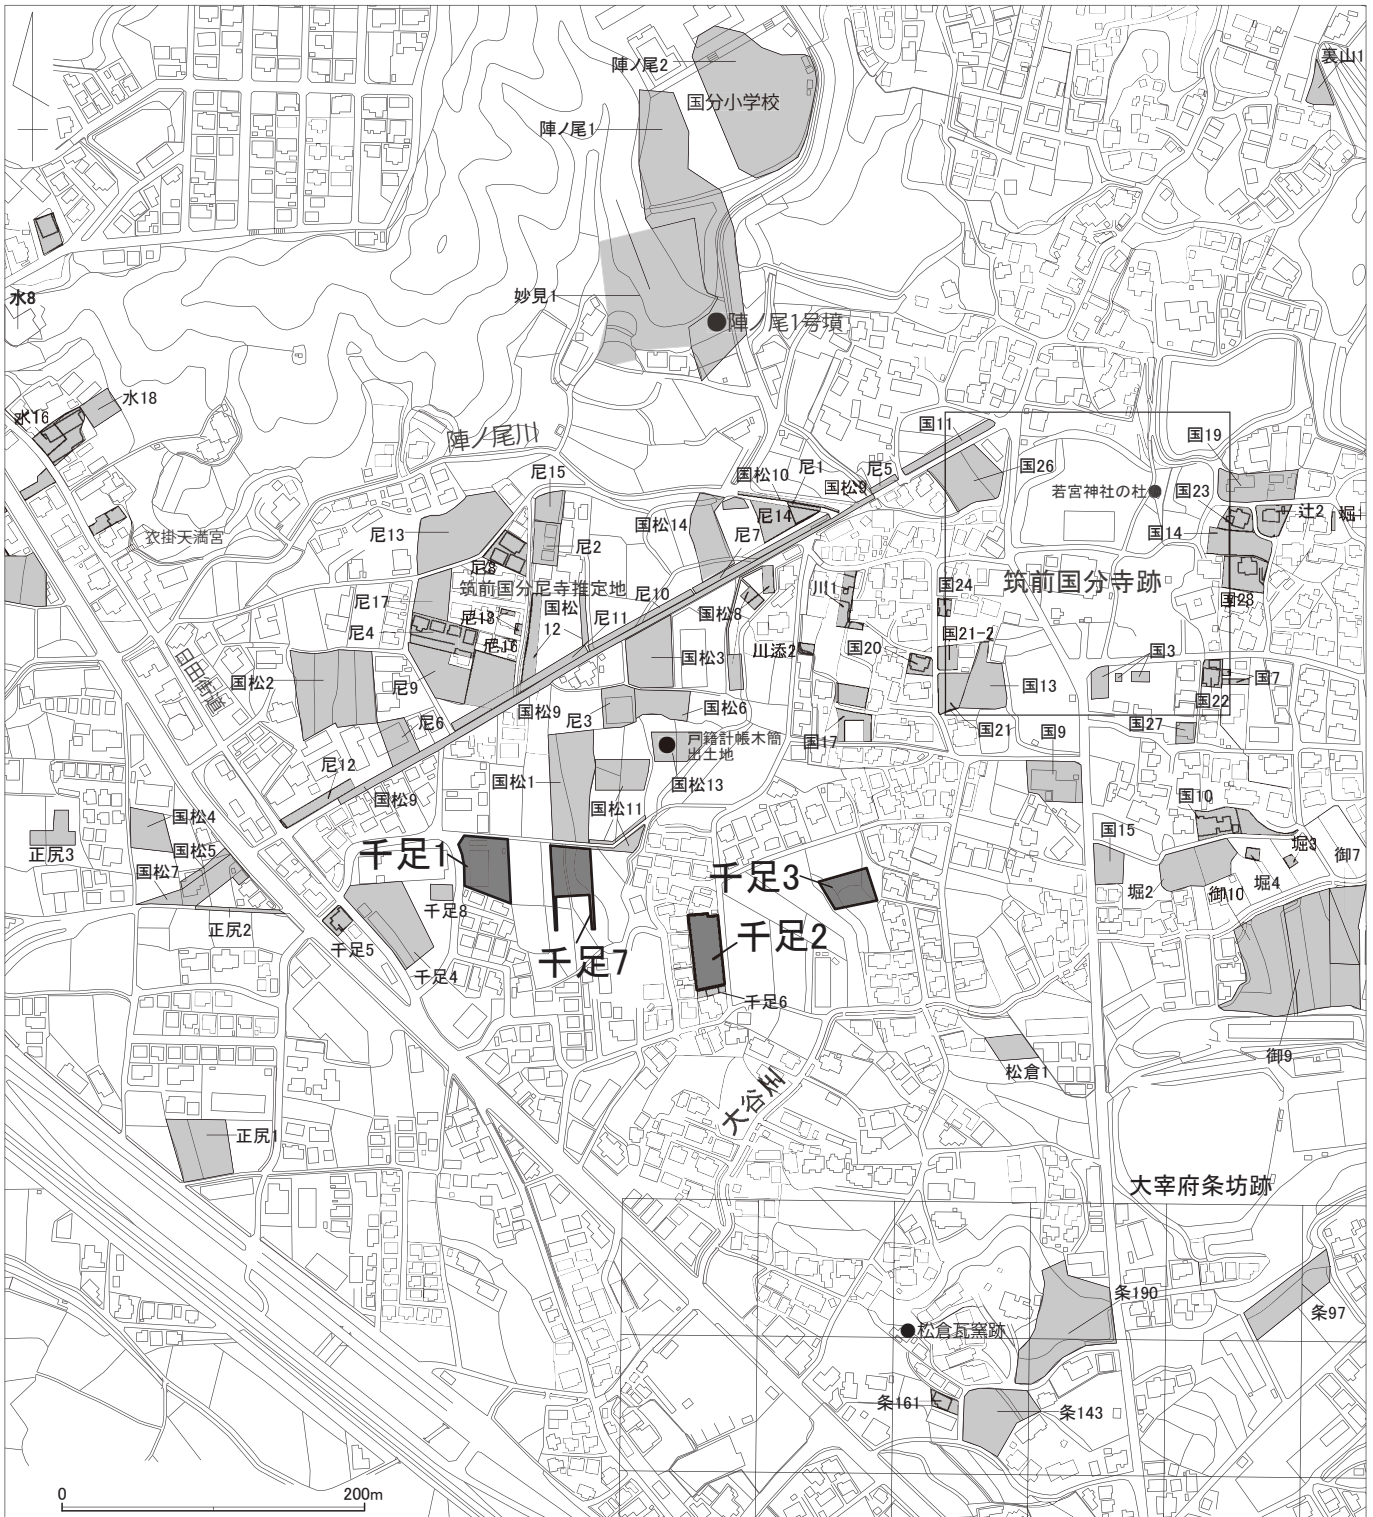 裏山1
陣ノ尾2
国分小学校
陣ノ尾1
水8
妙見1
陣ノ尾1号墳
水18
水16
陣ノ尾川
国11
国19
国26
尼15
国松10
尼1
尼5
国松9
若宮神社の杜
国23
辻2
堀1
国14
衣掛天満宮
尼13
国松14
尼14
尼7
尼2
尼8
筑前国分尼寺推定地
筑前国分寺跡
尼17
国松
12
尼11
尼10
国松8
川1
国24
国28
尼4
尼18
尼16
国21-2
日田街道
国松2
尼9
国松3
川添2
国20
国3
国13
国7
国22
尼6
国松9
尼3
国松6
国17
国21
国9
国27
尼12
戸籍計帳木簡
出土地
国松9
国松1
国松13
国松11
国10
国松4
正尻3
国松5
国松7
千足1
千足3
国15
堀3
御7
堀2
堀4
御10
千足8
正尻2
千足5
千足4
千足7
千足2
千足6
御9
松倉1
大谷川
正尻1
大宰府条坊跡
条190
条97
松倉瓦窯跡
条161
条143
0
200m